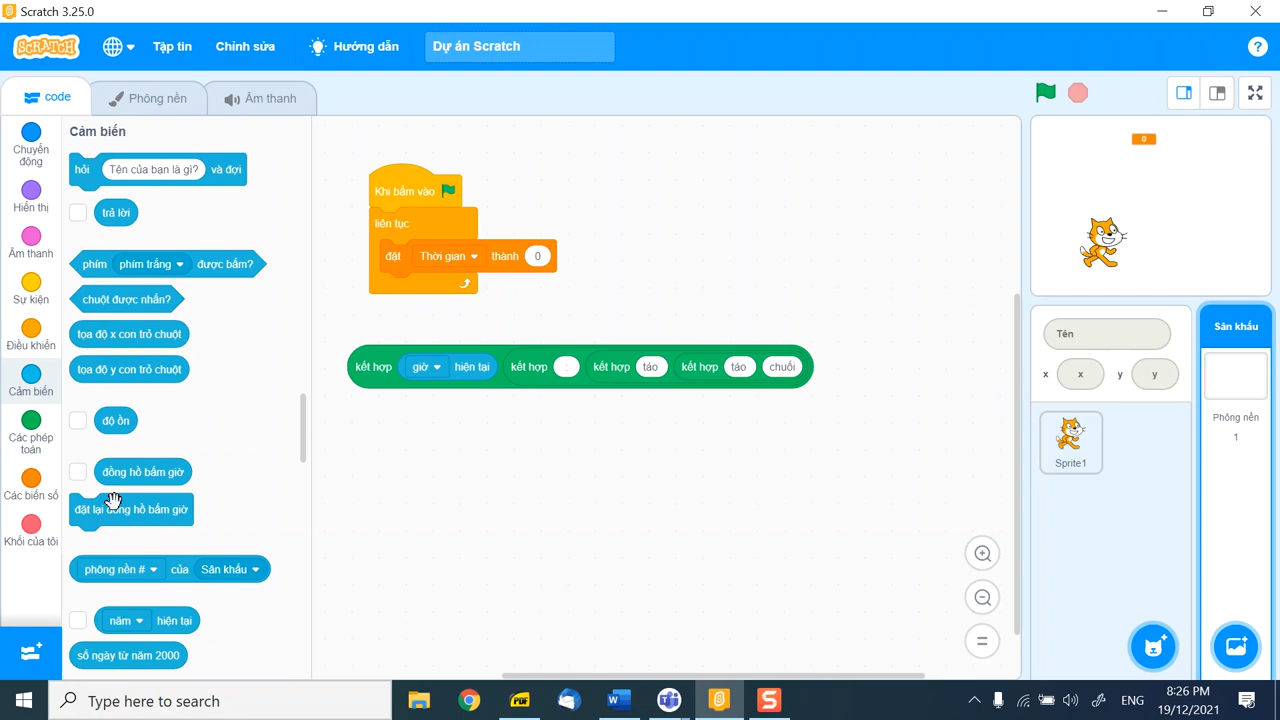 Scratch 3.25.0
SCRATCH
Tập tin
Chỉnh sửa
Hướng dẫn
Dự án Scratch
?
code
Phông nền
Âm thanh
Chuyển động
Hiển thị
Âm thanh
Sự kiện
Điều khiển
Cảm biến
Các phép toán
Các biến số
Khối của tôi
Cảm biến
hỏi Tên của bạn là gì? và đợi
trả lời
phím phím trắng được bấm?
chuột được nhấn?
tọa độ x con trỏ chuột
tọa độ y con trỏ chuột
độ ồn
đồng hồ bấm giờ
đặt lại đồng hồ bấm giờ
phông nền # của Sân khấu
năm hiện tại
số ngày từ năm 2000
Khi bấm vào
liên tục
đặt Thời gian thành 0
kết hợp giờ hiện tại kết hợp : kết hợp táo kết hợp táo chuối
0
Tên
x x y y
Sprite1
Sân khấu
Phông nền
1
Type here to search
PDF
ENG
8:26 PM
19/12/2021